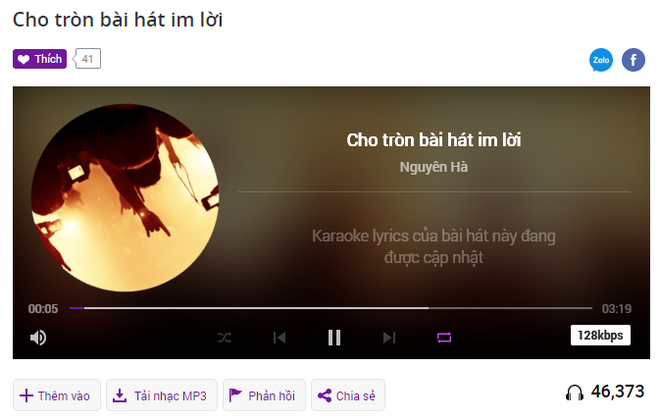 Cho tròn bài hát im lời
Thích
41
Zalo
f
Cho tròn bài hát im lời
Nguyên Hà
Karaoke lyrics của bài hát này đang
được cập nhật
00:05
03:19
128kbps
Thêm vào
Tải nhạc MP3
Phản hồi
Chia sẻ
46,373